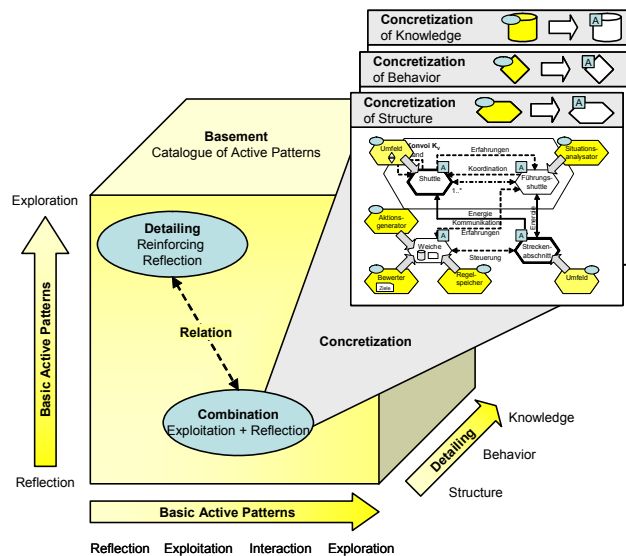 Concretization
of Knowledge
A
Concretization
of Behavior
A
Concretization
of Structure
A
Umfeld
Konvoi Kv
Erfahrungen
Situations-
analysator
A
A
Shuttle
Koordination
Führungs-
shuttle
1..*
Aktions-
generator
Energie
Kommunikation
Erfahrungen
Energie
A
A
Weiche
Steuerung
Strecken-
abschnitt
Bewerter
Ziele
Regel-
speicher
Umfeld
Basement
Catalogue of Active Patterns
Exploration
Basic Active Patterns
Reflection
Detailing
Reinforcing
Reflection
Relation
Concretization
Combination
Exploitation + Reflection
Detailing
Knowledge
Behavior
Structure
Basic Active Patterns
Reflection Exploitation Interaction Exploration